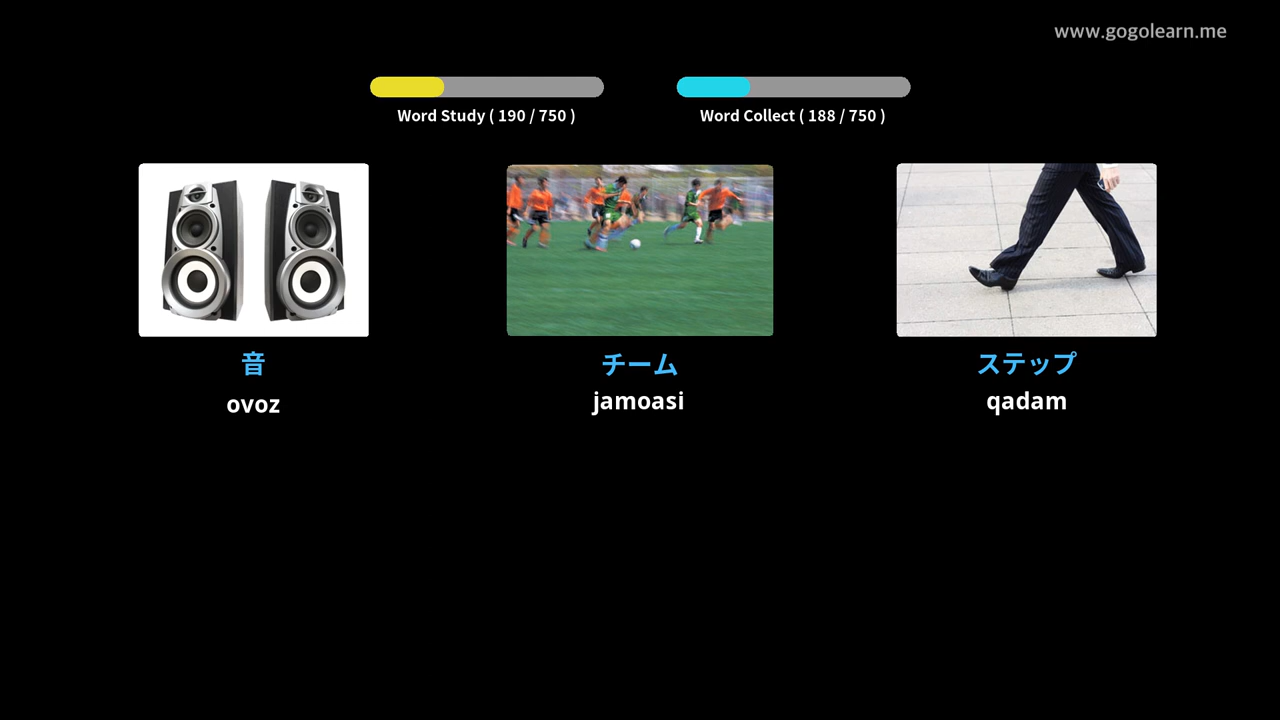 www.gogolearn.me
Word Study ( 190 / 750 )
Word Collect ( 188 / 750 )
音
ovoz
チーム
jamoasi
ステップ
qadam